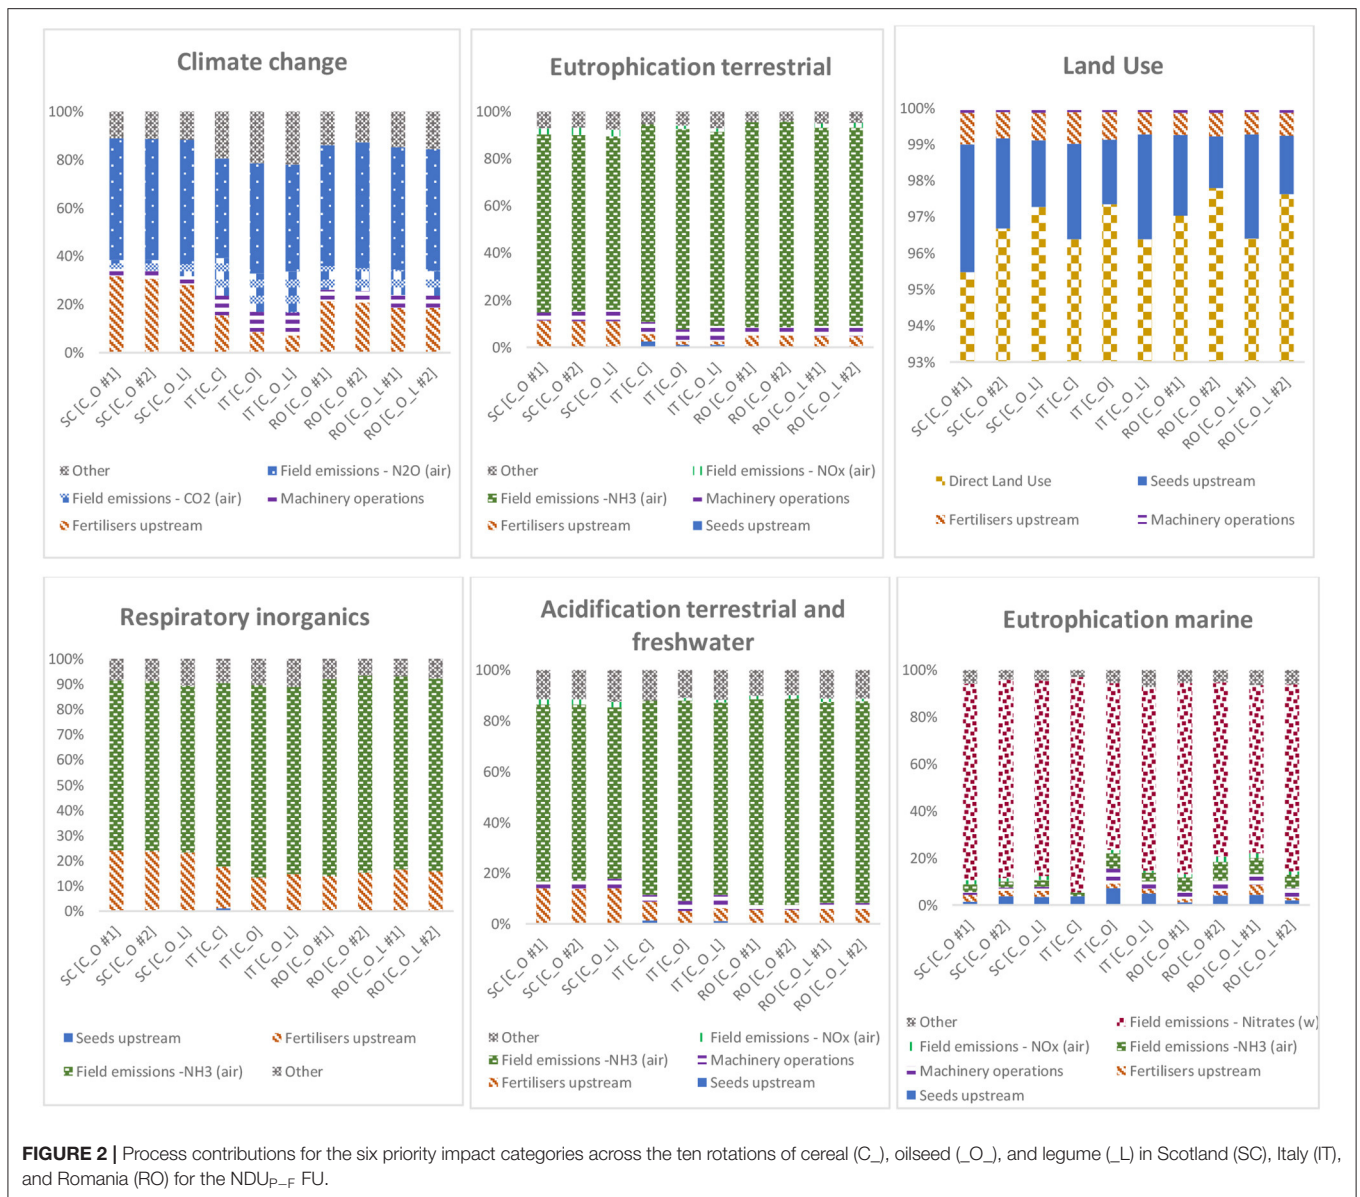 Climate change
100%
80%
60%
40%
20%
0%
SC [C_O #1]
SC [C_O #2]
SC [C_O_L]
IT [C_C]
IT [C_O]
IT [C_O_L]
RO [C_O #1]
RO [C_O #2]
RO [C_O_L #1]
RO [C_O_L #2]
Other
Field emissions - N2O (air)
Field emissions - CO2 (air)
Machinery operations
Fertilisers upstream
Eutrophication terrestrial
100%
80%
60%
40%
20%
0%
SC [C_O #1]
SC [C_O #2]
SC [C_O_L]
IT [C_C]
IT [C_O]
IT [C_O_L]
RO [C_O #1]
RO [C_O #2]
RO [C_O_L #1]
RO [C_O_L #2]
Other
Field emissions - NOx (air)
Field emissions -NH3 (air)
Machinery operations
Fertilisers upstream
Seeds upstream
Land Use
100%
99%
98%
97%
96%
95%
94%
93%
SC [C_O #1]
SC [C_O #2]
SC [C_O_L]
IT [C_C]
IT [C_O]
IT [C_O_L]
RO [C_O #1]
RO [C_O #2]
RO [C_O_L #1]
RO [C_O_L #2]
Direct Land Use
Seeds upstream
Fertilisers upstream
Machinery operations
Respiratory inorganics
100%
90%
80%
70%
60%
50%
40%
30%
20%
10%
0%
SC [C_O #1]
SC [C_O #2]
SC [C_O_L]
IT [C_C]
IT [C_O]
IT [C_O_L]
RO [C_O #1]
RO [C_O #2]
RO [C_O_L #1]
RO [C_O_L #2]
Seeds upstream
Fertilisers upstream
Field emissions -NH3 (air)
Other
Acidification terrestrial and
freshwater
100%
80%
60%
40%
20%
0%
SC [C_O #1]
SC [C_O #2]
SC [C_O_L]
IT [C_C]
IT [C_O]
IT [C_O_L]
RO [C_O #1]
RO [C_O #2]
RO [C_O_L #1]
RO [C_O_L #2]
Other
Field emissions - NOx (air)
Field emissions -NH3 (air)
Machinery operations
Fertilisers upstream
Seeds upstream
Eutrophication marine
100%
80%
60%
40%
20%
0%
SC [C_O #1]
SC [C_O #2]
SC [C_O_L]
IT [C_C]
IT [C_O]
IT [C_O_L]
RO [C_O #1]
RO [C_O #2]
RO [C_O_L #1]
RO [C_O_L #2]
Other
Field emissions - Nitrates (w)
Field emissions - NOx (air)
Field emissions -NH3 (air)
Machinery operations
Fertilisers upstream
Seeds upstream
FIGURE 2 | Process contributions for the six priority impact categories across the ten rotations of cereal (C_), oilseed (_O_), and legume (_L) in Scotland (SC), Italy (IT),
and Romania (RO) for the NDUP–F FU.